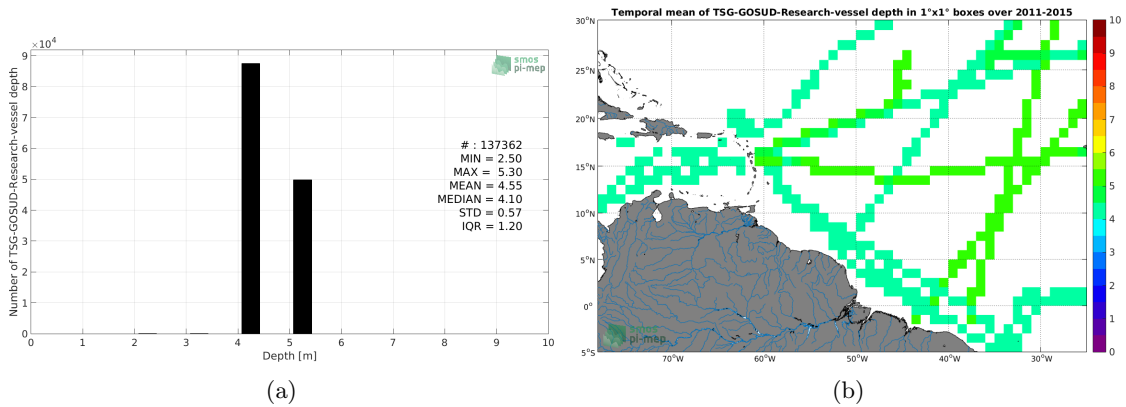 ×10⁴
9
8
7
6
5
4
3
2
1
0
Number of TSG-GOSUD-Research-vessel depth
0 1 2 3 4 5 6 7 8 9 10
Depth [m]
smos
pi-mep
# : 137362
MIN = 2.50
MAX = 5.30
MEAN = 4.55
MEDIAN = 4.10
STD = 0.57
IQR = 1.20
(a)
Temporal mean of TSG-GOSUD-Research-vessel depth in 1°x1° boxes over 2011-2015
30°N
25°N
20°N
15°N
10°N
5°N
0°
5°S
70°W 60°W 50°W 40°W 30°W
smos
pi-mep
10
9
8
7
6
5
4
3
2
1
0
(b)